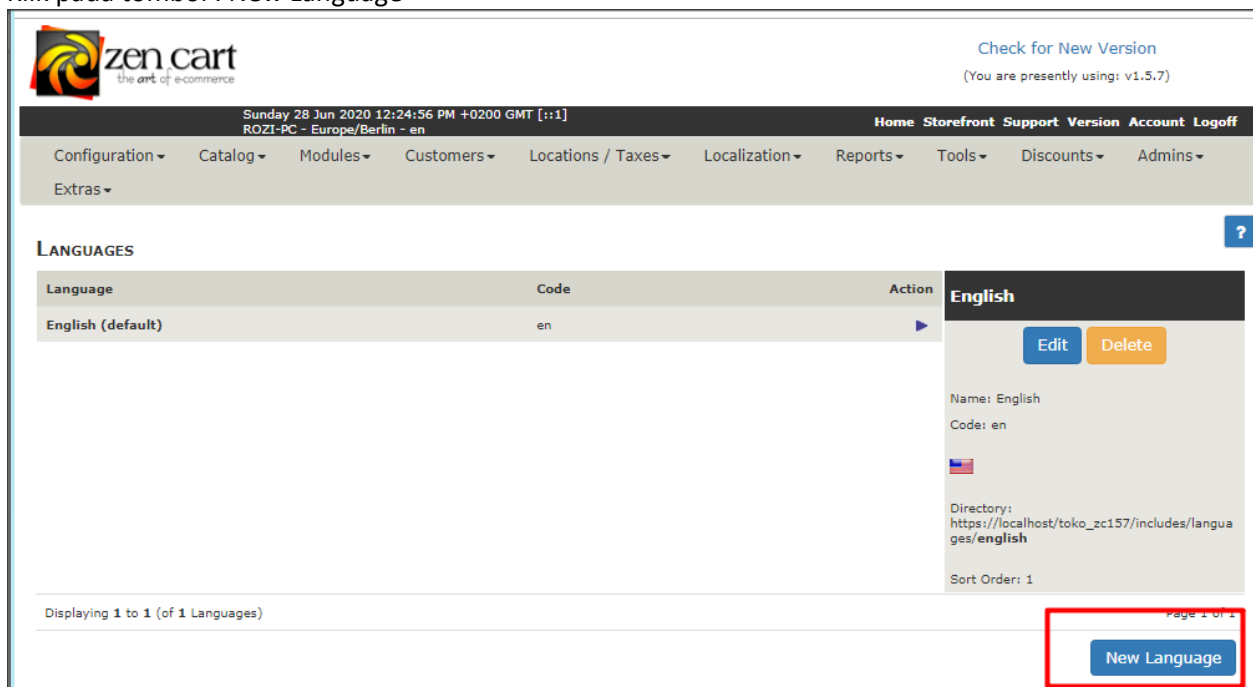 zen cart
the art of e-commerce
Check for New Version
(You are presently using: v1.5.7)
Sunday 28 Jun 2020 12:24:56 PM +0200 GMT [::1]
ROZI-PC - Europe/Berlin - en
Home Storefront Support Version Account Logoff
Configuration Catalog Modules Customers Locations / Taxes Localization Reports Tools Discounts Admins
Extras
?
LANGUAGES
Language Code Action
English (default) en
English
Edit Delete
Name: English
Code: en
Directory:
https://localhost/toko_zc157/includes/langua
ges/english
Sort Order: 1
Displaying 1 to 1 (of 1 Languages)
Page 1 of 1
New Language